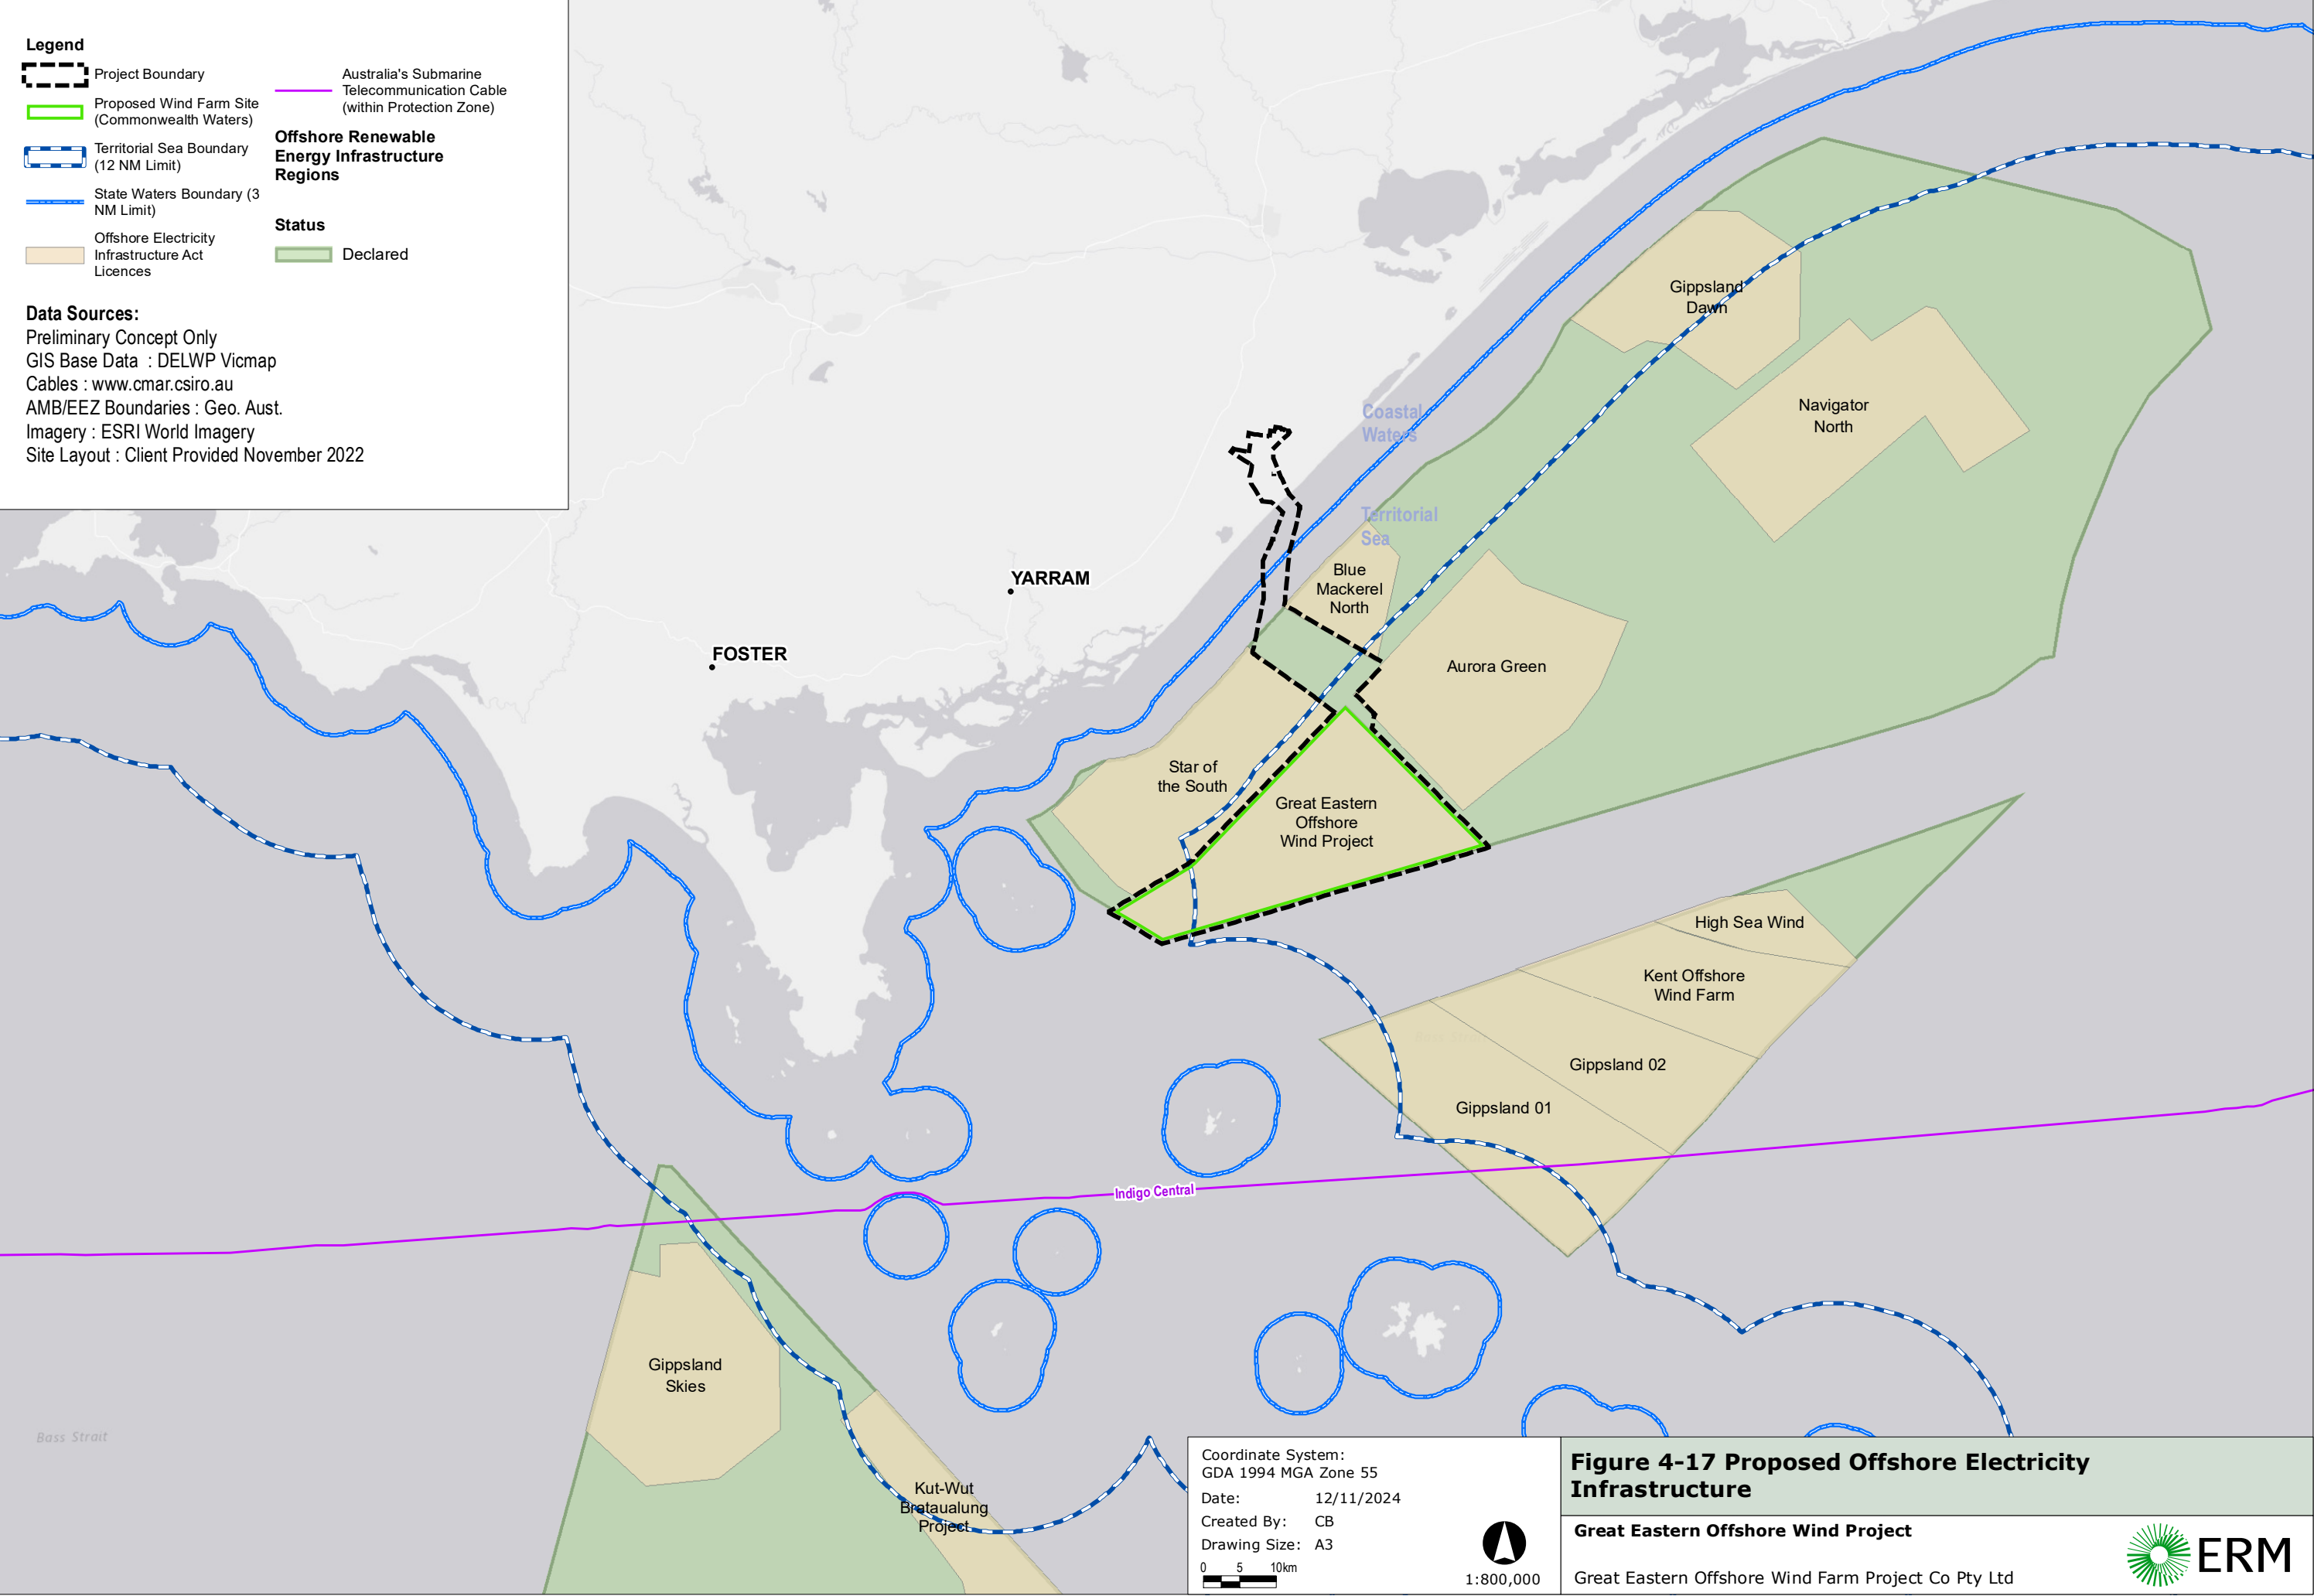 Legend
Project Boundary
Proposed Wind Farm Site
(Commonwealth Waters)
Territorial Sea Boundary
(12 NM Limit)
State Waters Boundary (3
NM Limit)
Offshore Electricity
Infrastructure Act
Licences
Australia's Submarine
Telecommunication Cable
(within Protection Zone)
Offshore Renewable
Energy Infrastructure
Regions
Status
Declared
Data Sources:
Preliminary Concept Only
GIS Base Data : DELWP Vicmap
Cables : www.cmar.csiro.au
AMB/EEZ Boundaries : Geo. Aust.
Imagery : ESRI World Imagery
Site Layout : Client Provided November 2022
Gippsland
Dawn
Navigator
North
Coastal
Waters
Territorial
Sea
Blue
Mackerel
North
YARRAM
FOSTER
Aurora Green
Star of
the South
Great Eastern
Offshore
Wind Project
High Sea Wind
Kent Offshore
Wind Farm
Gippsland 02
Gippsland 01
Indigo Central
Gippsland
Skies
Kut-Wut
Brataualung
Project
Bass Strait
Coordinate System:
GDA 1994 MGA Zone 55
Date: 12/11/2024
Created By: CB
Drawing Size: A3
0 5 10km
1:800,000
Figure 4-17 Proposed Offshore Electricity
Infrastructure
Great Eastern Offshore Wind Project
Great Eastern Offshore Wind Farm Project Co Pty Ltd
ERM